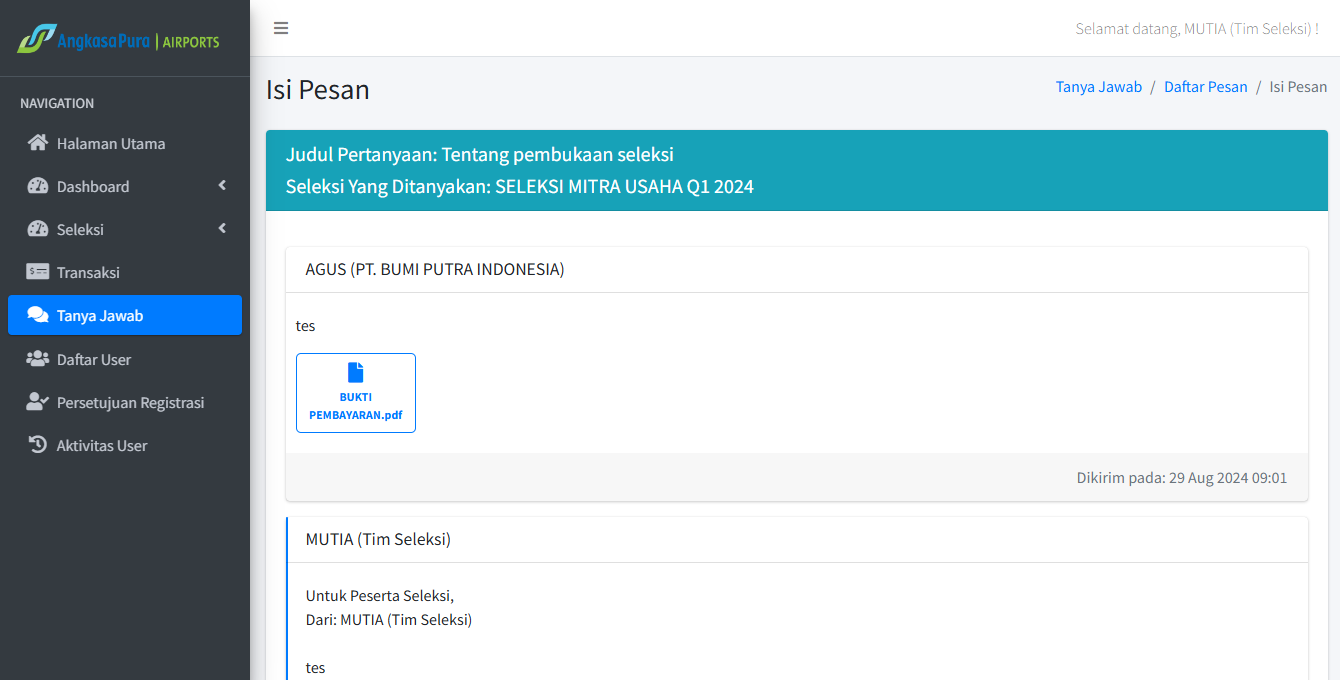 AngkasaPura | AIRPORTS
Selamat datang, MUTIA (Tim Seleksi) !
NAVIGATION
Halaman Utama
Dashboard
Seleksi
Transaksi
Tanya Jawab
Daftar User
Persetujuan Registrasi
Aktivitas User
Isi Pesan
Tanya Jawab / Daftar Pesan / Isi Pesan
Judul Pertanyaan: Tentang pembukaan seleksi
Seleksi Yang Ditanyakan: SELEKSI MITRA USAHA Q1 2024
AGUS (PT. BUMI PUTRA INDONESIA)
tes
BUKTI
PEMBAYARAN.pdf
Dikirim pada: 29 Aug 2024 09:01
MUTIA (Tim Seleksi)
Untuk Peserta Seleksi,
Dari: MUTIA (Tim Seleksi)
tes